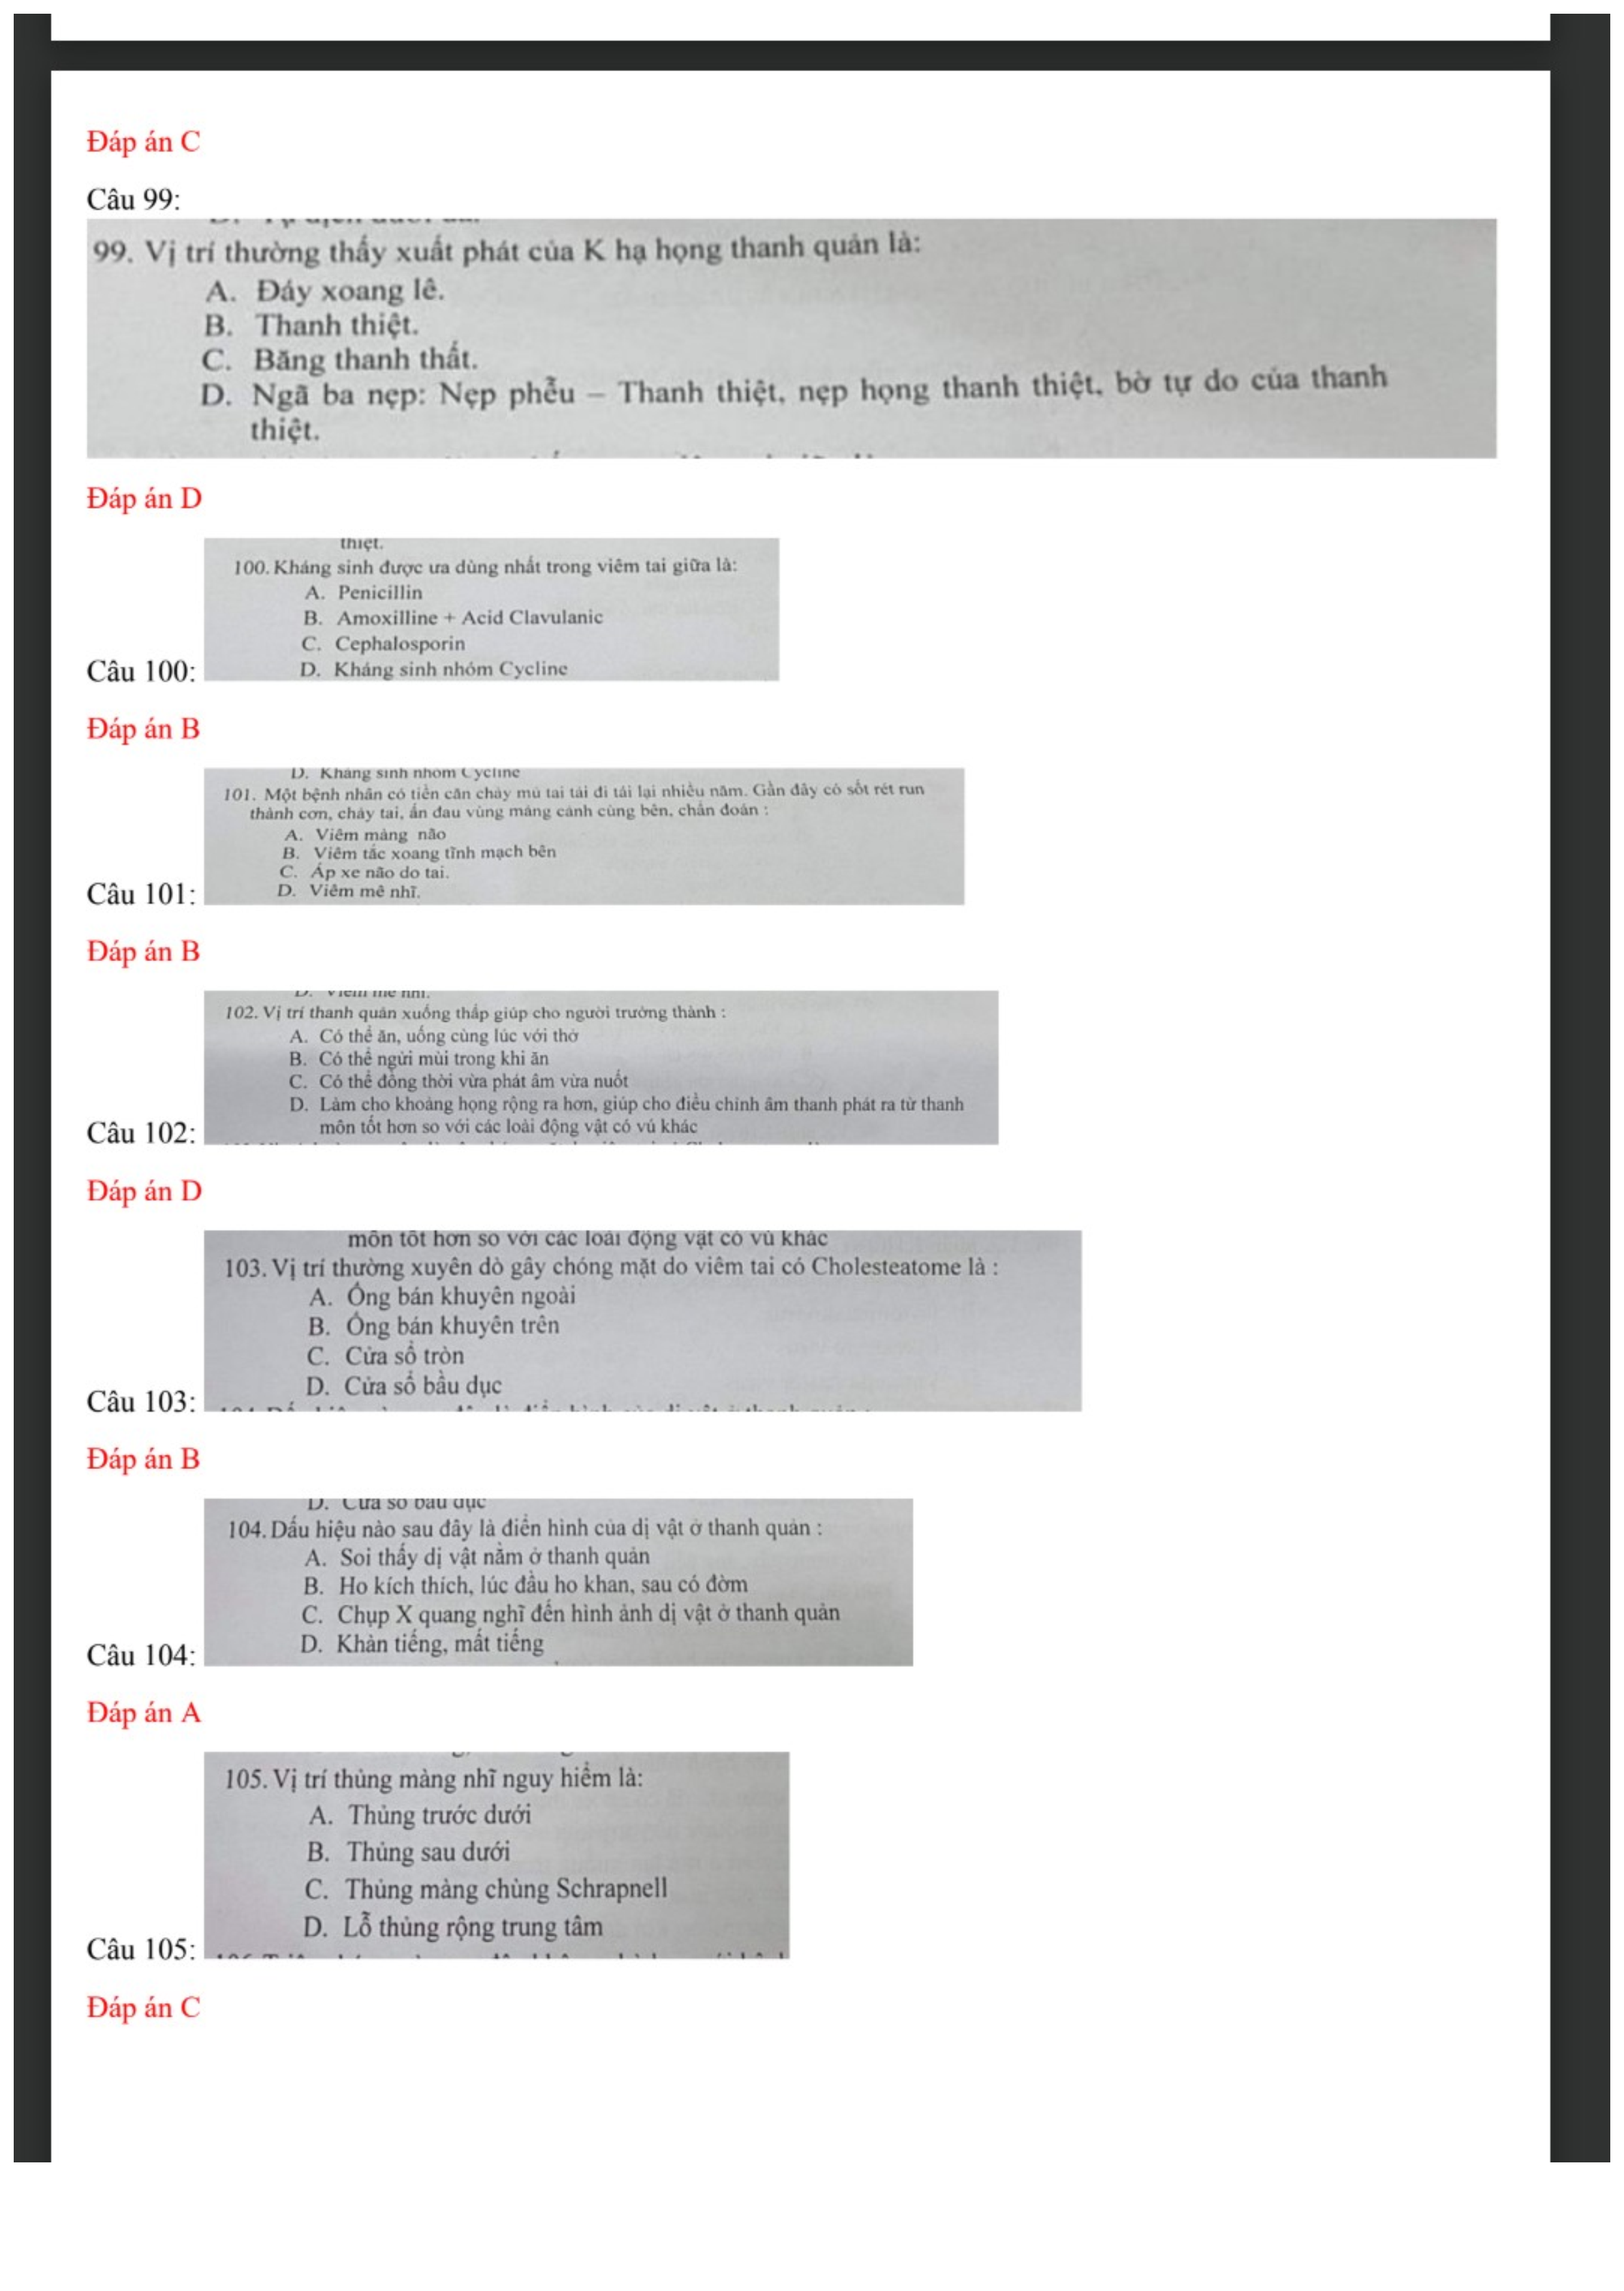 Đáp án C
Câu 99:
99. Vị trí thường thấy xuất phát của K hạ họng thanh quản là:
A. Đáy xoang lê.
B. Thanh thiệt.
C. Băng thanh thất.
D. Ngã ba nẹp: Nẹp phễu – Thanh thiệt, nẹp họng thanh thiệt, bờ tự do của thanh
thiệt.
Đáp án D
thiệt.
100. Kháng sinh được ưa dùng nhất trong viêm tai giữa là:
A. Penicillin
B. Amoxilline + Acid Clavulanic
C. Cephalosporin
D. Kháng sinh nhóm Cycline
Câu 100:
Đáp án B
D. Kháng sinh nhóm Cycline
101. Một bệnh nhân có tiền căn chảy mủ tai tái đi tái lại nhiều năm. Gần đây có sốt rét run
thành cơn, chảy tai, ấn đau vùng máng cảnh cùng bên, chẩn đoán :
A. Viêm màng não
B. Viêm tắc xoang tĩnh mạch bên
C. Áp xe não do tai.
D. Viêm mê nhĩ.
Câu 101:
Đáp án B
D. Viêm mê nhĩ.
102. Vị trí thanh quản xuống thấp giúp cho người trưởng thành :
A. Có thể ăn, uống cùng lúc với thở
B. Có thể ngửi mùi trong khi ăn
C. Có thể đồng thời vừa phát âm vừa nuốt
D. Làm cho khoảng họng rộng ra hơn, giúp cho điều chỉnh âm thanh phát ra từ thanh
môn tốt hơn so với các loài động vật có vú khác
Câu 102:
Đáp án D
môn tốt hơn so với các loài động vật có vú khác
103. Vị trí thường xuyên dò gây chóng mặt do viêm tai có Cholesteatome là :
A. Ống bán khuyên ngoài
B. Ống bán khuyên trên
C. Cửa sổ tròn
D. Cửa sổ bầu dục
Câu 103:
Đáp án B
D. Cửa sổ bầu dục
104. Dấu hiệu nào sau đây là điển hình của dị vật ở thanh quản :
A. Soi thấy dị vật nằm ở thanh quản
B. Ho kích thích, lúc đầu ho khan, sau có đờm
C. Chụp X quang nghĩ đến hình ảnh dị vật ở thanh quản
D. Khàn tiếng, mất tiếng
Câu 104:
Đáp án A
105. Vị trí thủng màng nhĩ nguy hiểm là:
A. Thủng trước dưới
B. Thủng sau dưới
C. Thủng màng chùng Schrapnell
D. Lỗ thủng rộng trung tâm
Câu 105:
Đáp án C